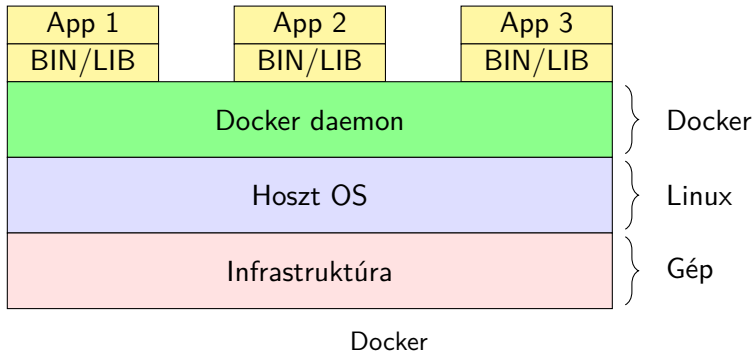 App 1 App 2 App 3
BIN/LIB BIN/LIB BIN/LIB
Docker daemon Docker
Hoszt OS Linux
Infrastruktúra Gép
Docker